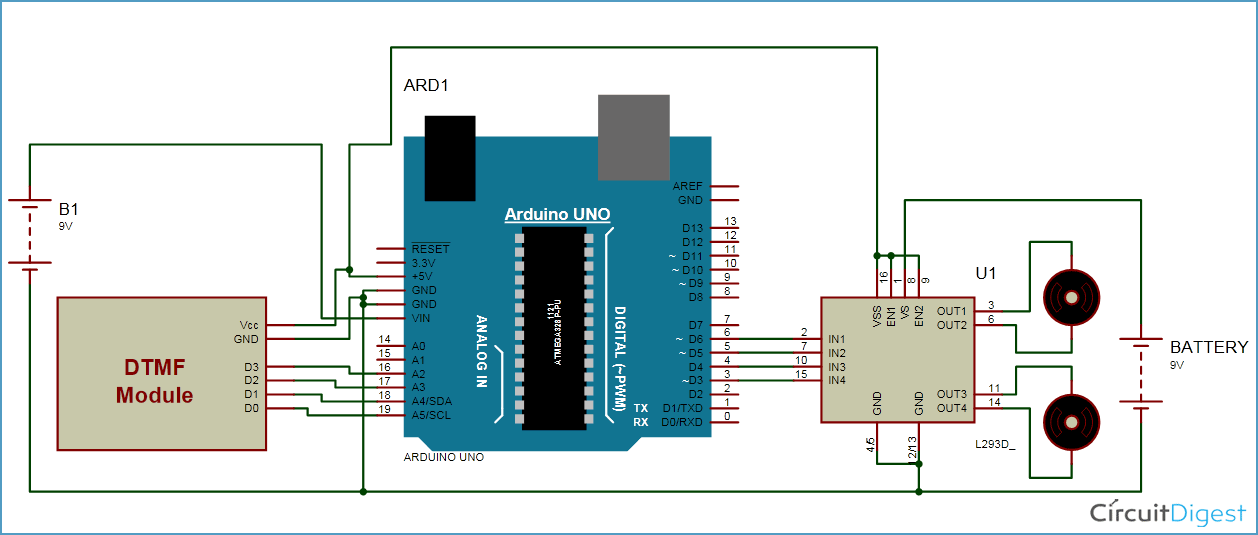 ARD1
B1
9V
Arduino UNO
AREF
GND
D13 13
D12 12
~ D11 11
~ D10 10
~ D9 9
D8 8
D7 7
~ D6 6
~ D5 5
D4 4
~ D3 3
D2 2
TX D1/TXD 1
RX D0/RXD 0
RESET
3.3V
+5V
GND
GND
VIN
14 A0
15 A1
16 A2
17 A3
18 A4/SDA
19 A5/SCL
ANALOG IN
1121
ATMEGA328 P-PU
DIGITAL (~PWM)
ARDUINO UNO
DTMF
Module
Vcc
GND
D3
D2
D1
D0
U1
16 1 8 9
VSS EN1 VS EN2
2 IN1
7 IN2
10 IN3
15 IN4
OUT1 3
OUT2 6
OUT3 11
OUT4 14
GND GND
4/5 12/13
L293D_
BATTERY
9V
CircuitDigest